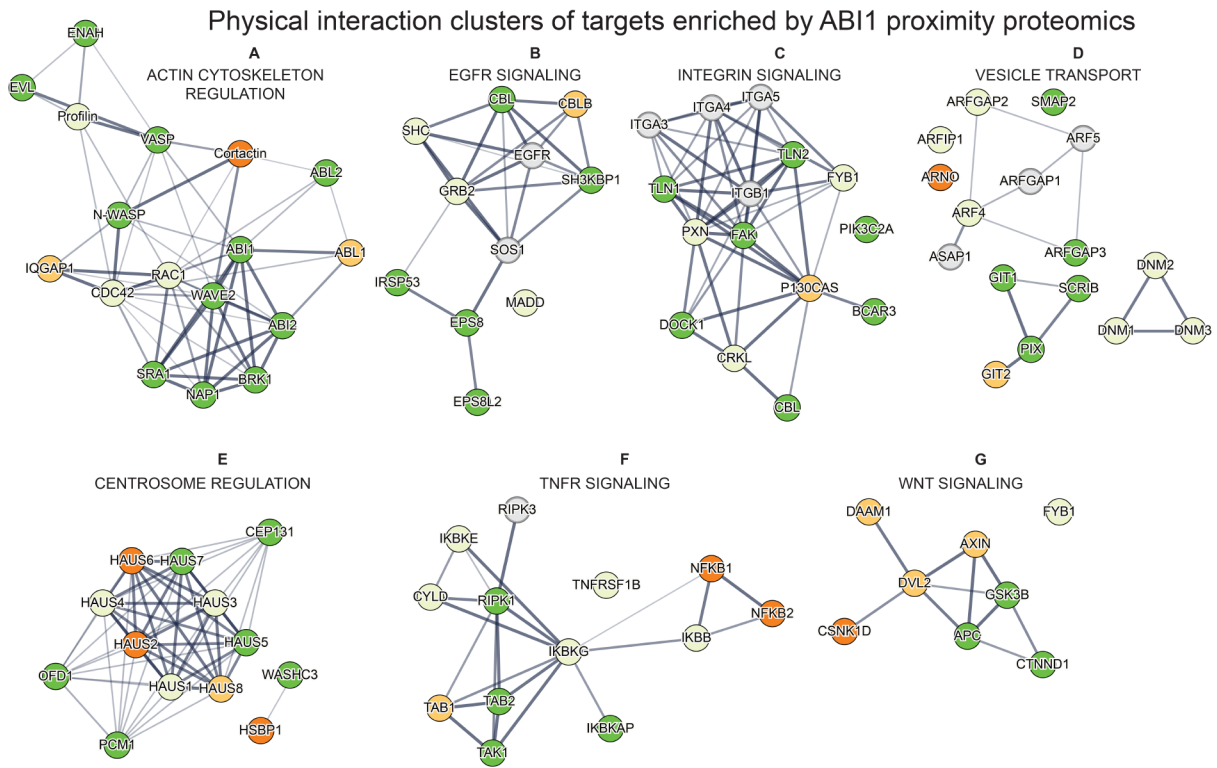 Physical interaction clusters of targets enriched by ABI1 proximity proteomics
A
ACTIN CYTOSKELETON
REGULATION
ENAH
EVL
Profilin
VASP
Cortactin
ABL2
N-WASP
ABI1
ABL1
IQGAP1
RAC1
CDC42
WAVE2
ABI2
SRA1
BRK1
NAP1
B
EGFR SIGNALING
CBL
CBLB
SHC
EGFR
SH3KBP1
GRB2
SOS1
IRSP53
MADD
EPS8
EPS8L2
C
INTEGRIN SIGNALING
ITGA5
ITGA4
ITGA3
TLN2
FYB1
TLN1
ITGB1
PIK3C2A
PXN
FAK
P130CAS
BCAR3
DOCK1
CRKL
CBL
D
VESICLE TRANSPORT
ARFGAP2
SMAP2
ARFIP1
ARF5
ARNO
ARFGAP1
ARF4
ASAP1
ARFGAP3
GIT1
SCRIB
DNM2
DNM1
DNM3
PIX
GIT2
E
CENTROSOME REGULATION
CEP131
HAUS6
HAUS7
HAUS4
HAUS3
HAUS2
HAUS5
OFD1
HAUS1
HAUS8
WASHC3
HSBP1
PCM1
F
TNFR SIGNALING
RIPK3
IKBKE
TNFRSF1B
NFKB1
CYLD
RIPK1
NFKB2
IKBB
IKBKG
TAB1
TAB2
IKBKAP
TAK1
G
WNT SIGNALING
DAAM1
FYB1
AXIN
DVL2
GSK3B
CSNK1D
APC
CTNND1